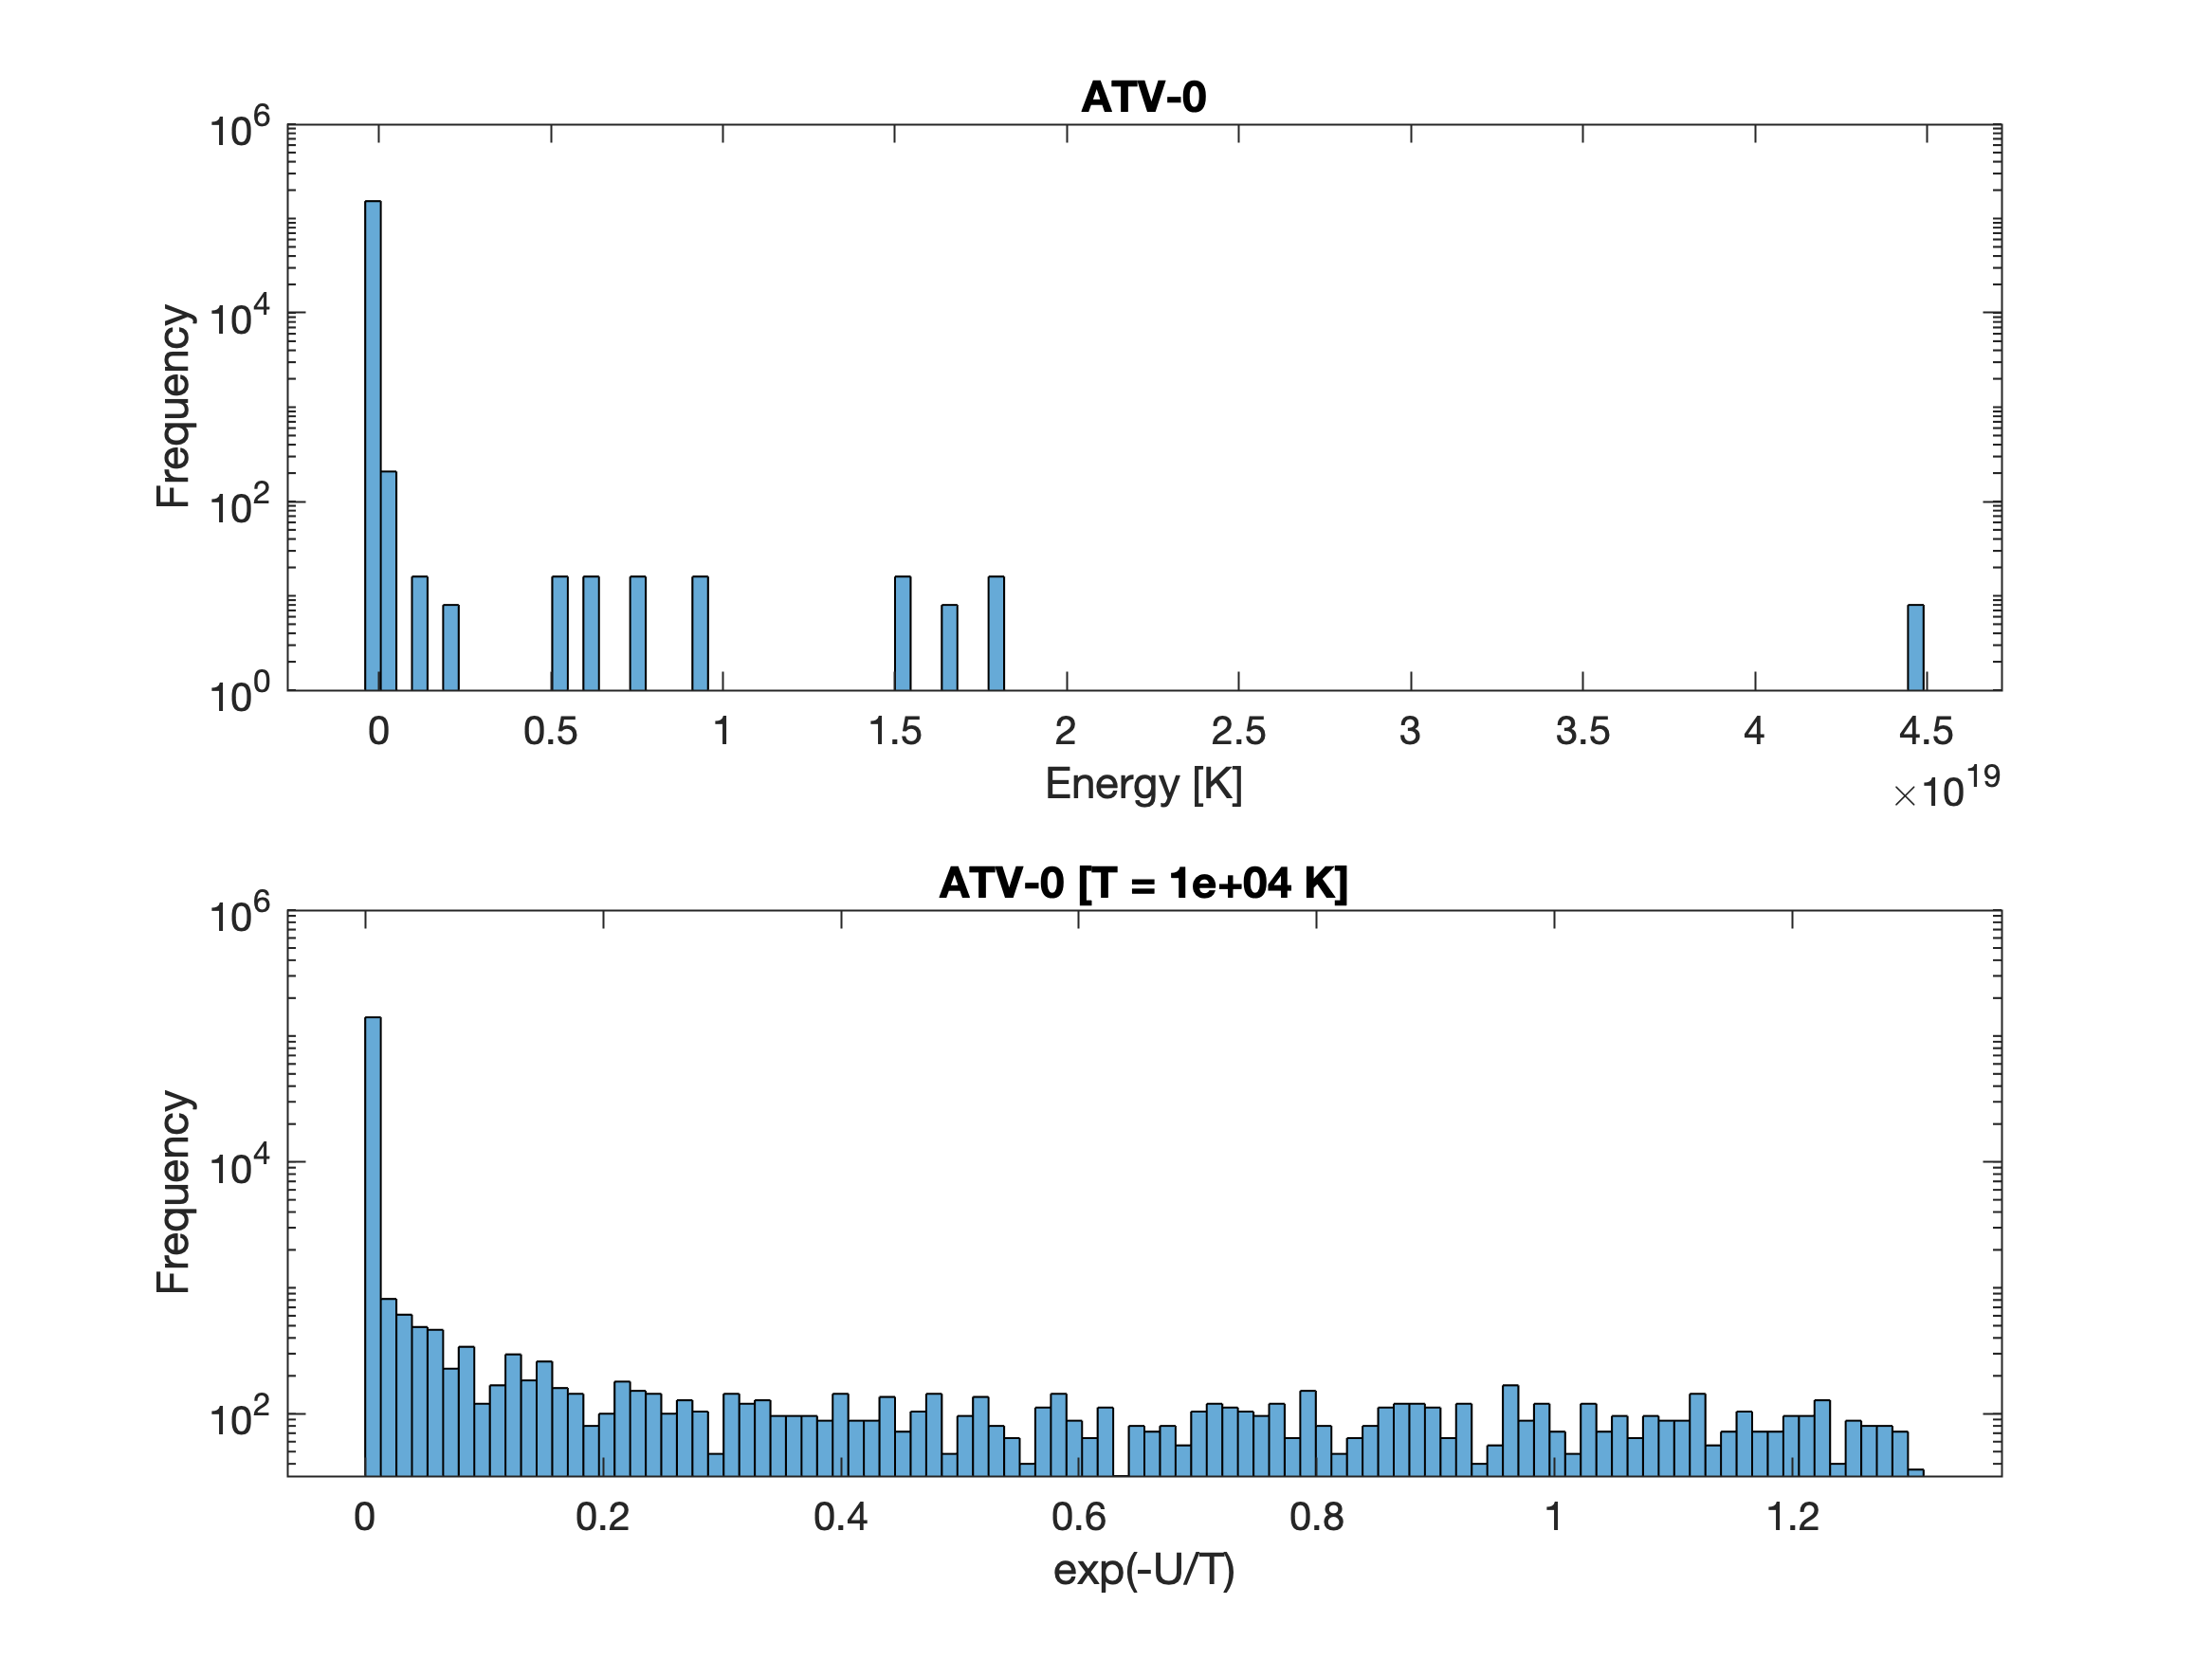 ATV-0
10^6
10^4
10^2
10^0
Frequency
0 0.5 1 1.5 2 2.5 3 3.5 4 4.5
Energy [K]
×10^19
ATV-0 [T = 1e+04 K]
10^6
10^4
10^2
Frequency
0 0.2 0.4 0.6 0.8 1 1.2
exp(-U/T)